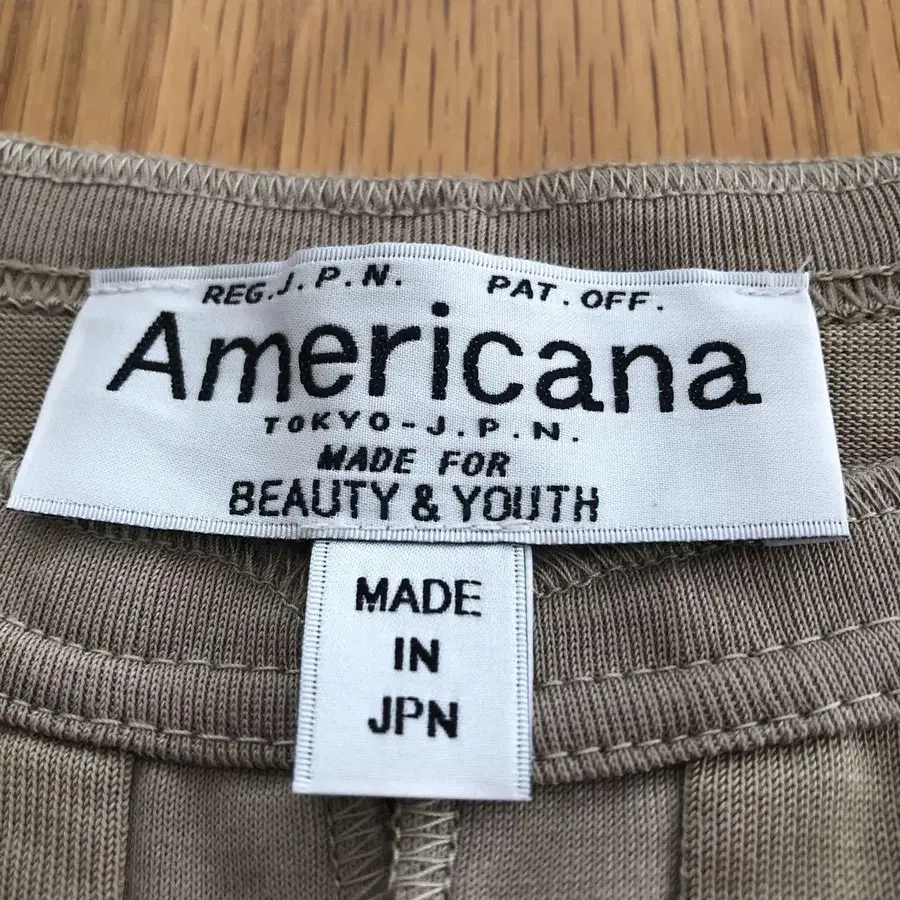 REG.J.P.N. PAT.OFF.
Americana
TOKYO-J.P.N.
MADE FOR
BEAUTY & YOUTH
MADE
IN
JPN